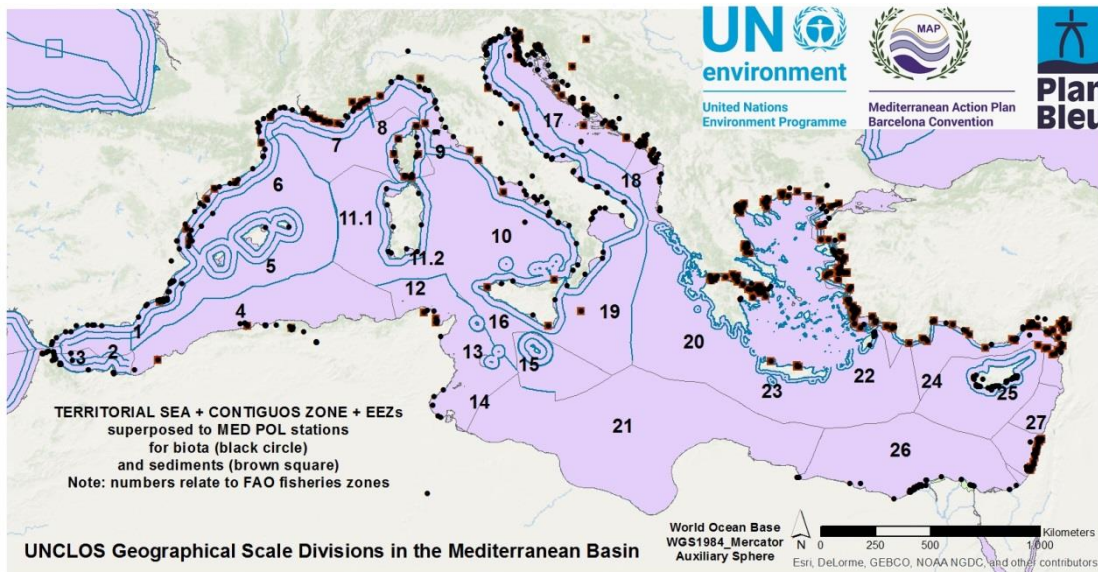 UN
environment
United Nations
Environment Programme
MAP
Mediterranean Action Plan
Barcelona Convention
Plan
Bleu
17
8
7
9
18
6
11.1
10
5
11.2
12
4
19
16
1
3
2
13
15
20
22
24
23
25
14
21
27
26
TERRITORIAL SEA + CONTIGUOS ZONE + EEZs
superposed to MED POL stations
for biota (black circle)
and sediments (brown square)
Note: numbers relate to FAO fisheries zones
UNCLOS Geographical Scale Divisions in the Mediterranean Basin
World Ocean Base
WGS1984_Mercator
Auxiliary Sphere
N
Kilometers
0 250 500 1.000
Esri, DeLorme, GEBCO, NOAA NGDC, and other contributors